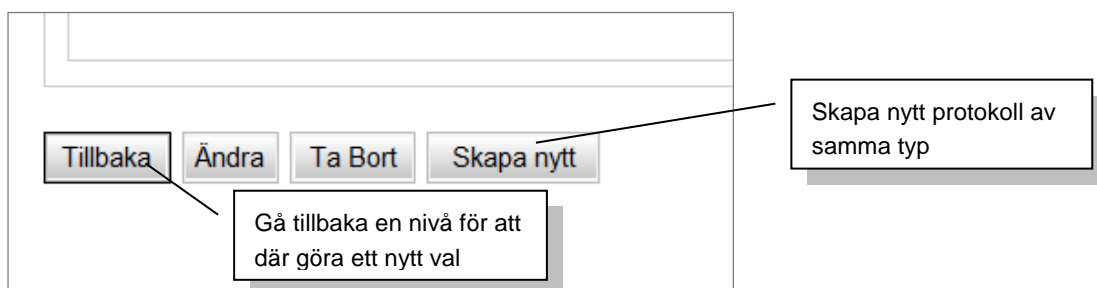 Skapa nytt protokoll av
samma typ
Tillbaka Ändra Ta Bort Skapa nytt
Gå tillbaka en nivå för att
där göra ett nytt val